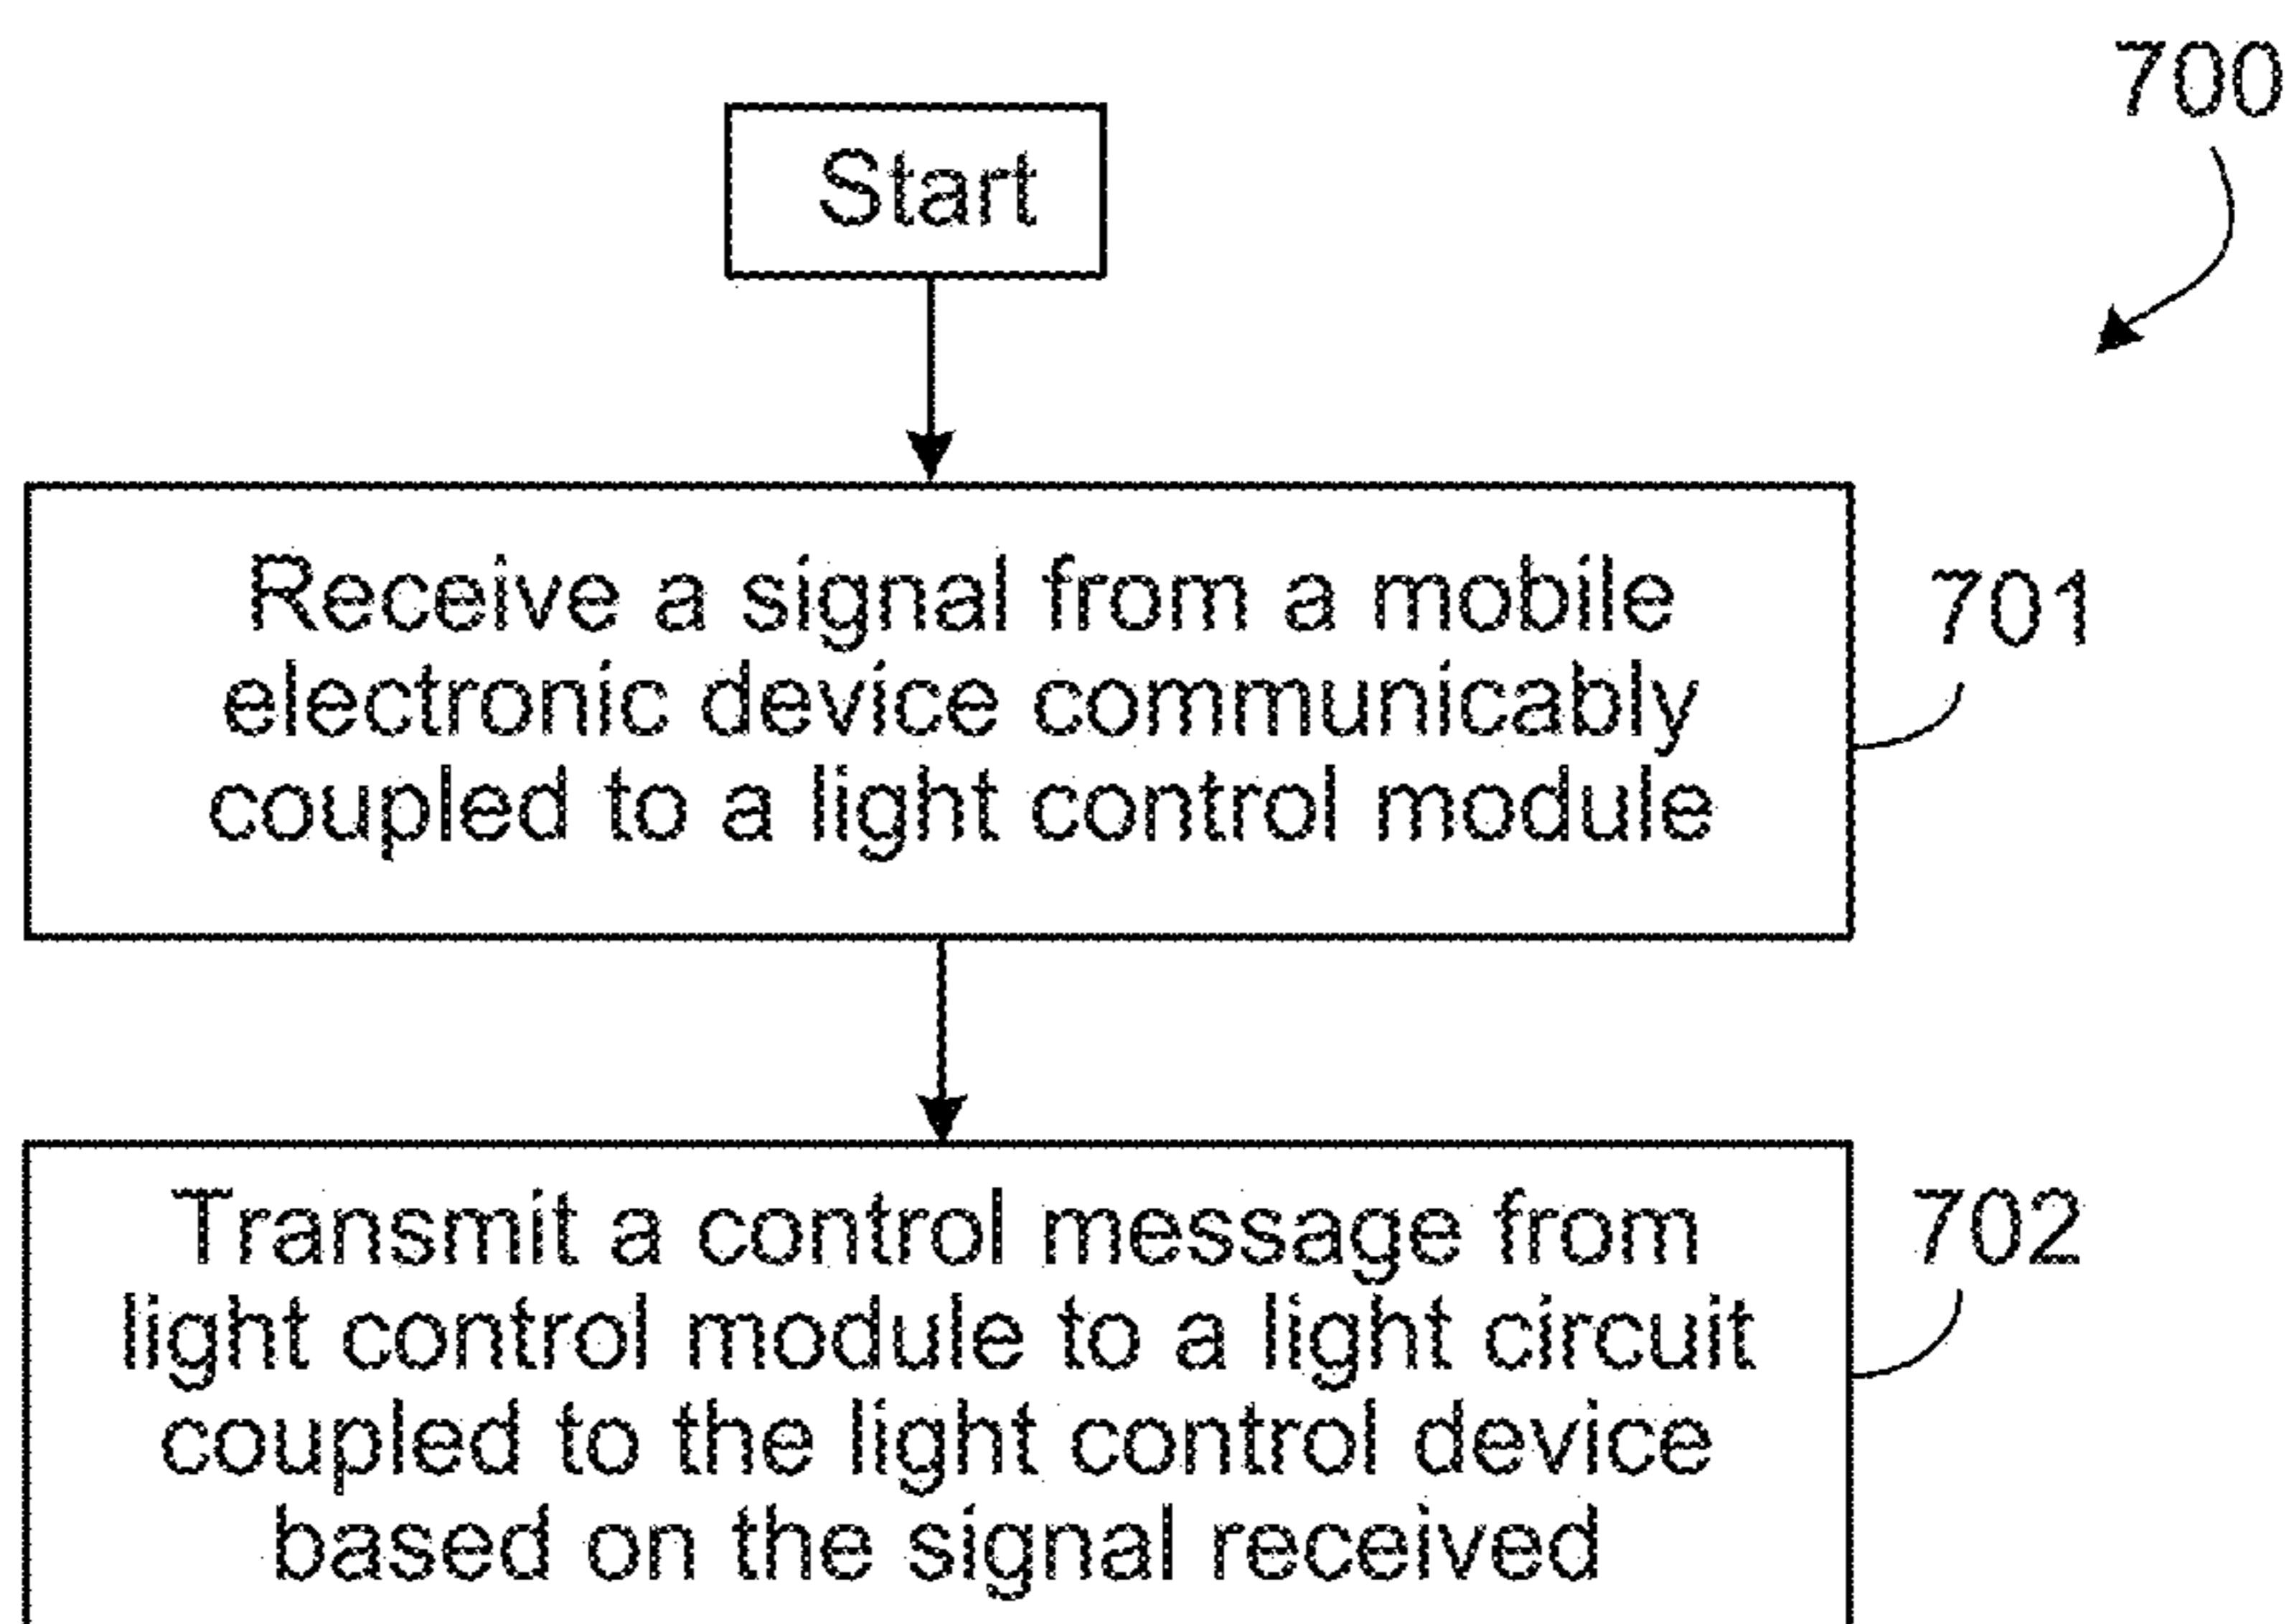 700
Start
Receive a signal from a mobile
electronic device communicably
coupled to a light control module
701
Transmit a control message from
light control module to a light circuit
coupled to the light control device
based on the signal received
702